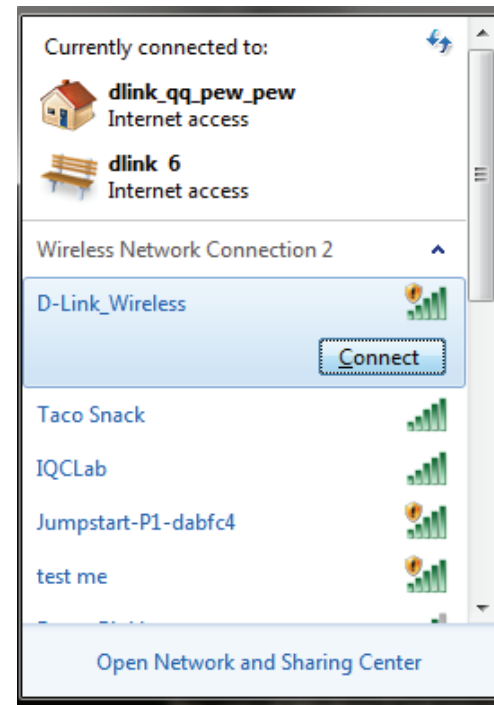 Currently connected to:
dlink_qq_pew_pew
Internet access
dlink 6
Internet access
Wireless Network Connection 2
D-Link_Wireless
Connect
Taco Snack
IQCLab
Jumpstart-P1-dabfc4
test me
Open Network and Sharing Center